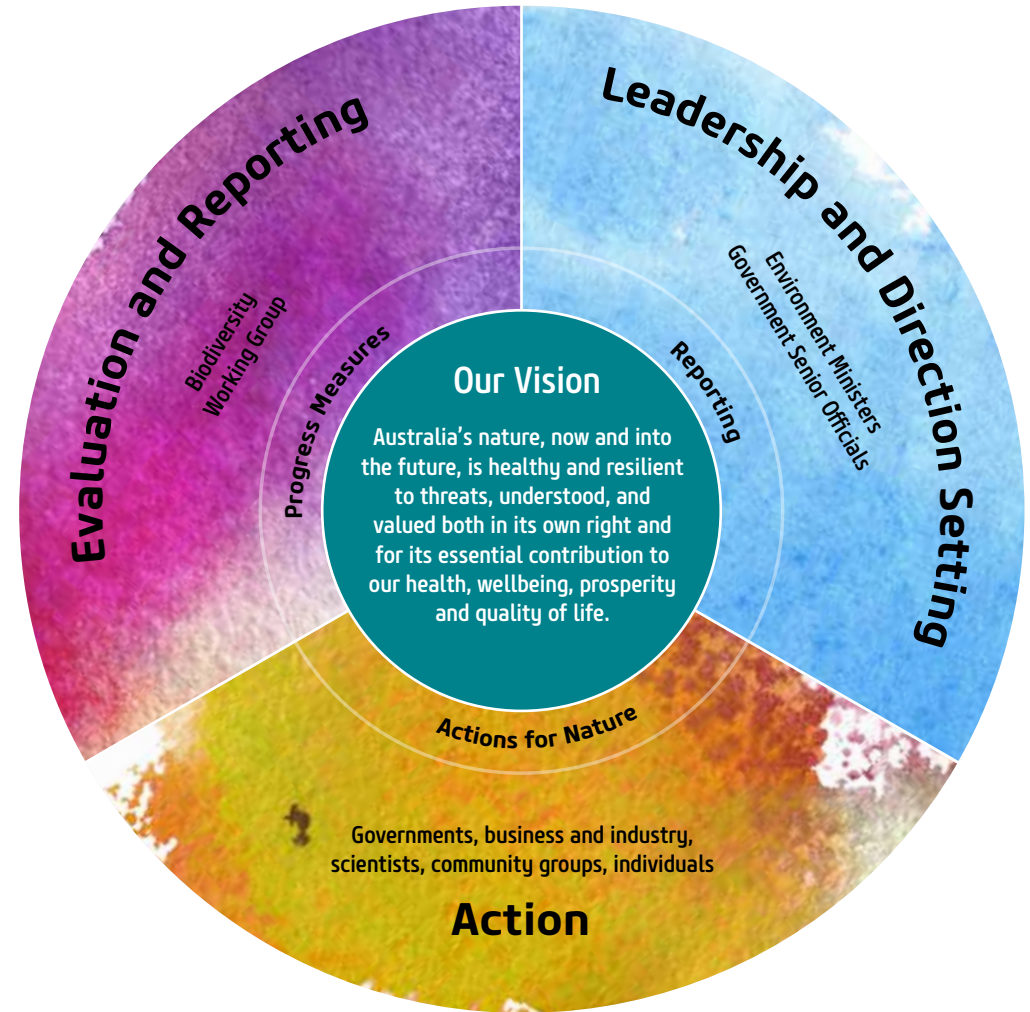 Our Vision
Australia's nature, now and into
the future, is healthy and resilient
to threats, understood, and
valued both in its own right and
for its essential contribution to
our health, wellbeing, prosperity
and quality of life.
Leadership and Direction Setting
Environment Ministers
Government Senior Officials
Reporting
Actions for Nature
Governments, business and industry,
scientists, community groups, individuals
Action
Evaluation and Reporting
Biodiversity
Working Group
Progress Measures